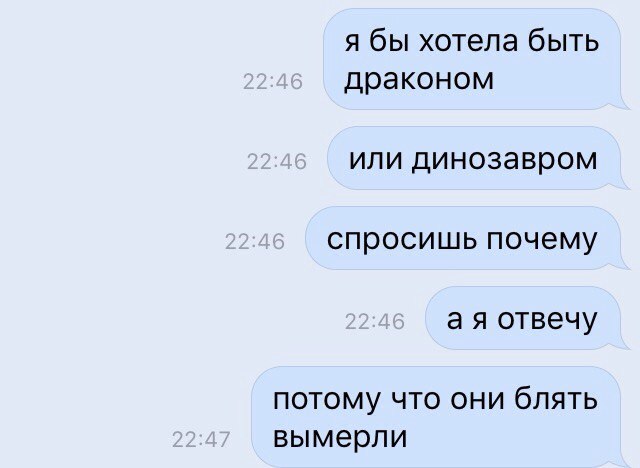 я бы хотела быть
22:46 драконом
22:46 или динозавром
22:46 спросишь почему
22:46 а я отвечу
потому что они блять
22:47 вымерли